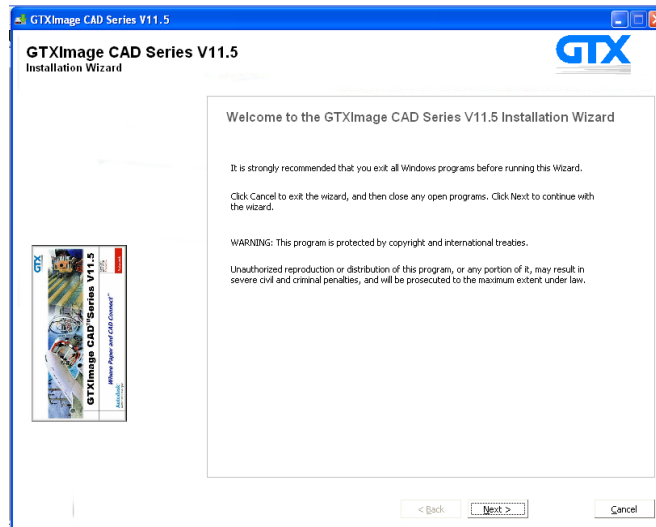 GTXImage CAD Series V11.5
GTXImage CAD Series V11.5
Installation Wizard
GTX
Welcome to the GTXImage CAD Series V11.5 Installation Wizard
It is strongly recommended that you exit all Windows programs before running this Wizard.
Click Cancel to exit the wizard, and then close any open programs. Click Next to continue with
the wizard.
WARNING: This program is protected by copyright and international treaties.
Unauthorized reproduction or distribution of this program, or any portion of it, may result in
severe civil and criminal penalties, and will be prosecuted to the maximum extent under law.
GTX
GTXImage CAD™Series V11.5
Where Paper and CAD Connect™
Autodesk
< Back
Next >
Cancel